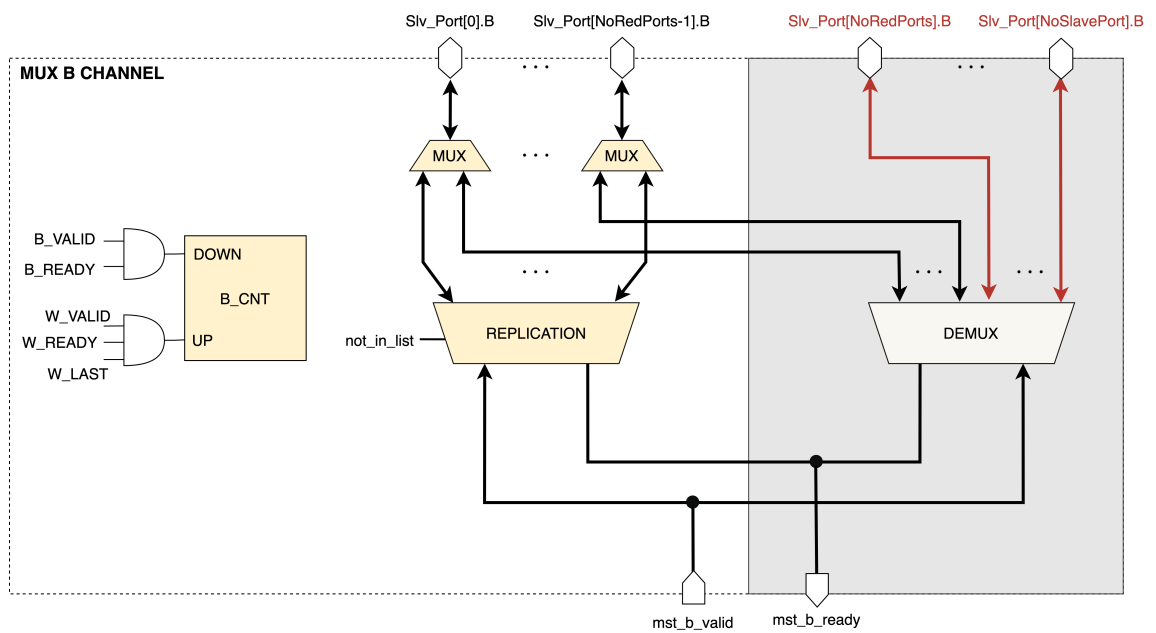 Slv_Port[0].B
Slv_Port[NoRedPorts-1].B
Slv_Port[NoRedPorts].B
Slv_Port[NoSlavePort].B
MUX B CHANNEL
. . .
. . .
MUX
. . .
MUX
B_VALID
B_READY
DOWN
B_CNT
W_VALID
W_READY
W_LAST
UP
. . .
. . .
. . .
not_in_list
REPLICATION
DEMUX
mst_b_valid
mst_b_ready